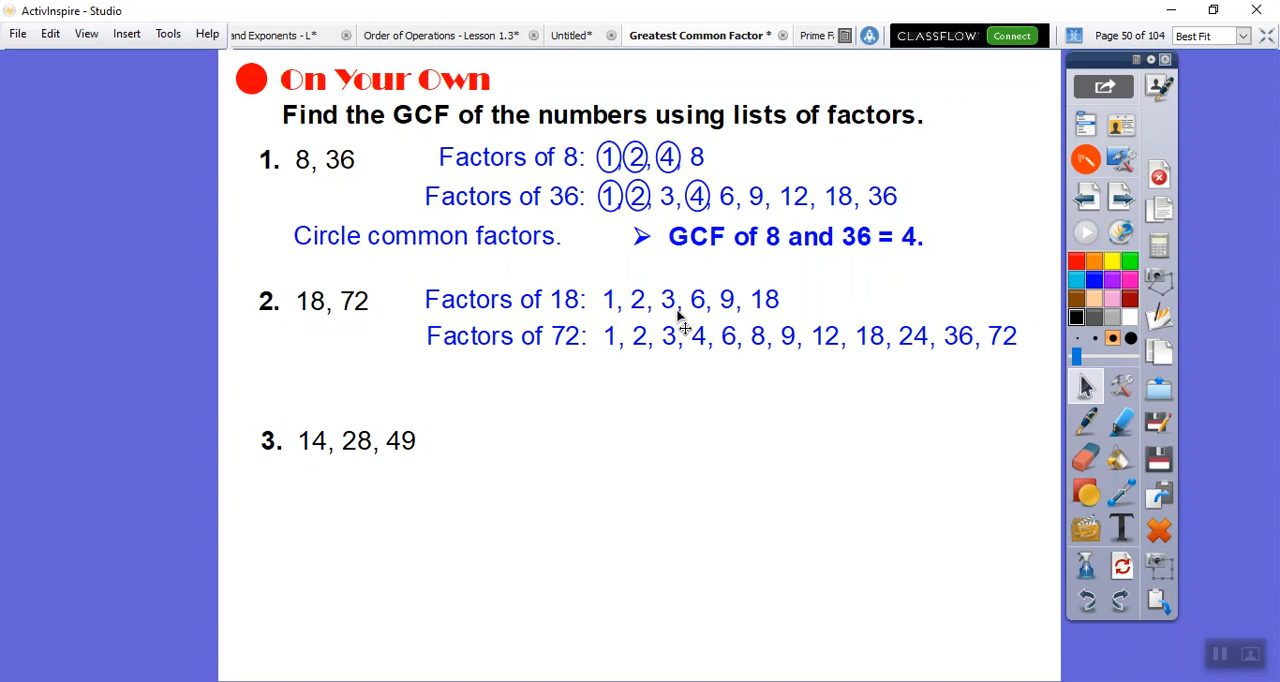 ActivInspire - Studio
File Edit View Insert Tools Help
and Exponents - L* Order of Operations - Lesson 1.3* Untitled* Greatest Common Factor * Prime F. CLASSFLOW Connect Page 50 of 104 Best Fit
On Your Own
Find the GCF of the numbers using lists of factors.
1. 8, 36 Factors of 8: 1, 2, 4, 8
Factors of 36: 1, 2, 3, 4, 6, 9, 12, 18, 36
Circle common factors. ➢ GCF of 8 and 36 = 4.
2. 18, 72 Factors of 18: 1, 2, 3, 6, 9, 18
Factors of 72: 1, 2, 3, 4, 6, 8, 9, 12, 18, 24, 36, 72
3. 14, 28, 49